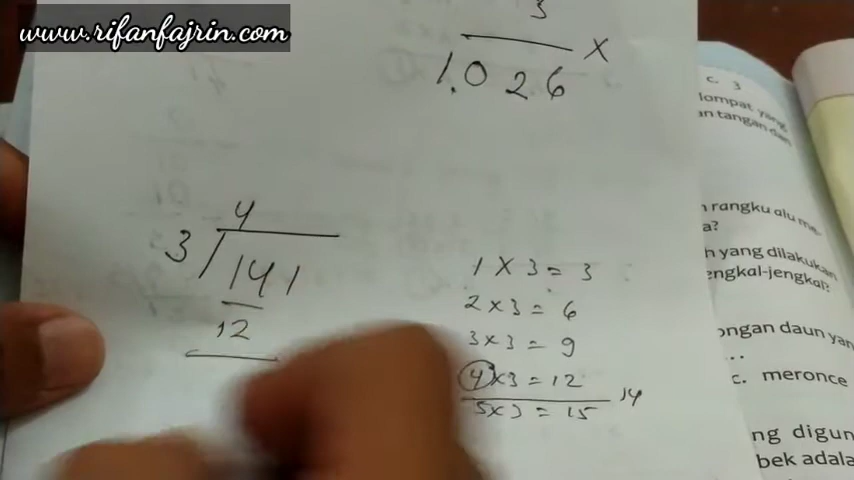 www.rifanfajrin.com
3
x
1.026
c. 3
lompat yang
an tangan dan
4
3 141
12
1 x 3 = 3
2 x 3 = 6
3 x 3 = 9
4 x 3 = 12
14
5 x 3 = 15
rangku alu me-
a?
h yang dilakukan
engkal-jengkal?
ongan daun yan
...
c. meronce
ng digun
bek adala